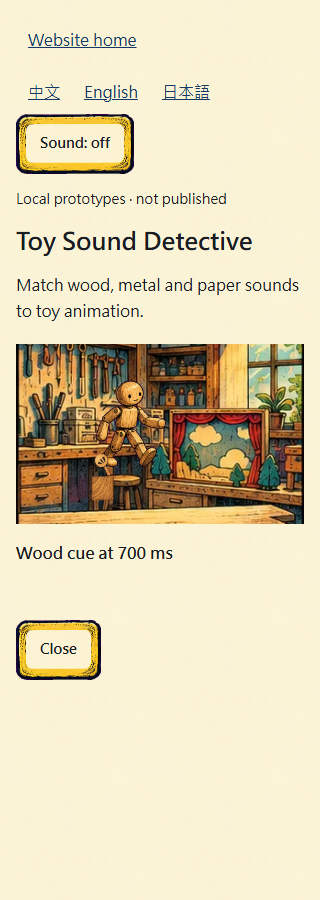 Website home
中文 English 日本語
Sound: off
Local prototypes · not published
Toy Sound Detective
Match wood, metal and paper sounds
to toy animation.
Wood cue at 700 ms
Close